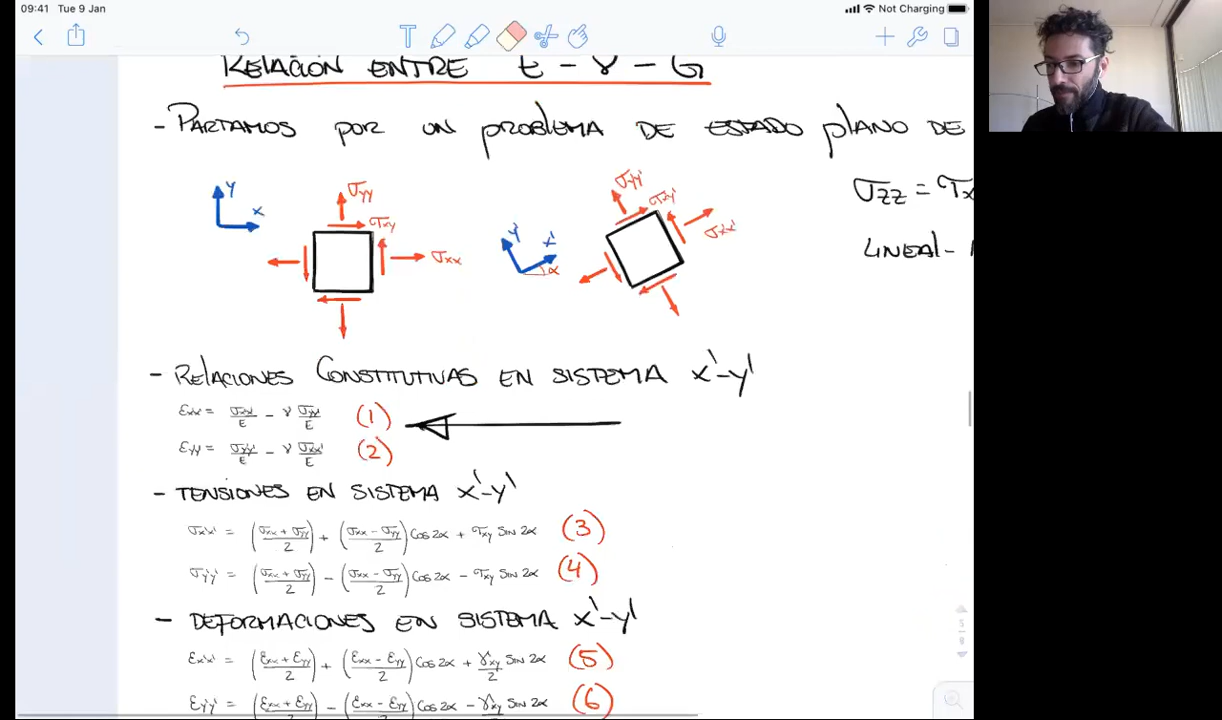 09:41 Tue 9 Jan
Not Charging
RELACIÓN ENTRE E - ν - G
- PARTAMOS POR UN PROBLEMA DE ESTADO PLANO DE
y
x
σyy
τxy
σxx
y'
x'
α
σy'y'
τx'y'
σx'x'
σzz = τx
LINEAL-
- RELACIONES CONSTITUTIVAS EN SISTEMA x'-y'
εx'x' = σx'x'/E - ν σy'y'/E (1)
εy'y' = σy'y'/E - ν σx'x'/E (2)
- TENSIONES EN SISTEMA x'-y'
σx'x' = ((σxx + σyy)/2) + ((σxx - σyy)/2) Cos 2α + τxy Sin 2α (3)
σy'y' = ((σxx + σyy)/2) - ((σxx - σyy)/2) Cos 2α - τxy Sin 2α (4)
- DEFORMACIONES EN SISTEMA x'-y'
εx'x' = ((εxx + εyy)/2) + ((εxx - εyy)/2) Cos 2α + γxy/2 Sin 2α (5)
εy'y' = ((εxx + εyy)/2) - ((εxx - εyy)/2) Cos 2α - γxy/2 Sin 2α (6)